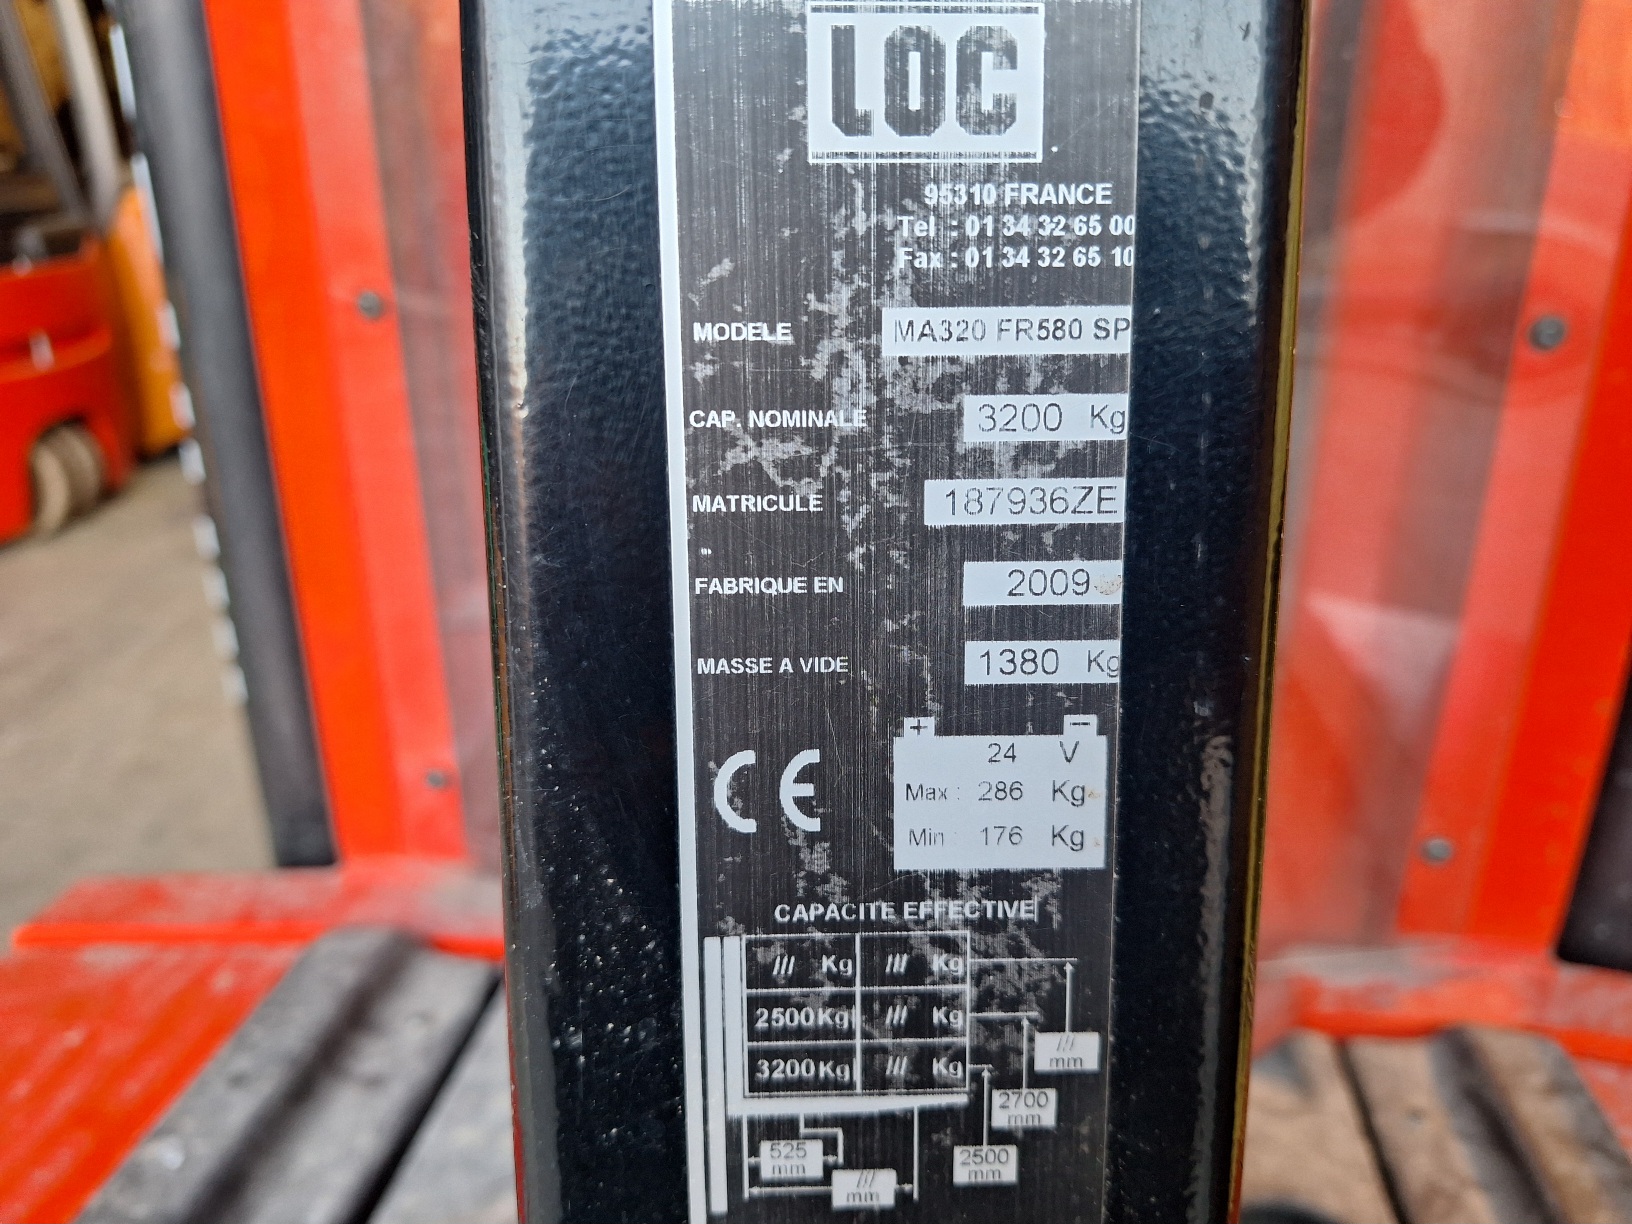 LOC
95310 FRANCE
Tel : 01 34 32 65 00
Fax : 01 34 32 65 10
MODELE MA320 FR580 SP
CAP. NOMINALE 3200 Kg
MATRICULE 187936ZE
FABRIQUE EN 2009
MASSE A VIDE 1380 Kg
+ -
24 V
CE
Max : 286 Kg
Min : 176 Kg
CAPACITE EFFECTIVE
/// Kg /// Kg
2500Kg /// Kg
/// mm
3200Kg /// Kg
2700 mm
525 mm
2500 mm
/// mm